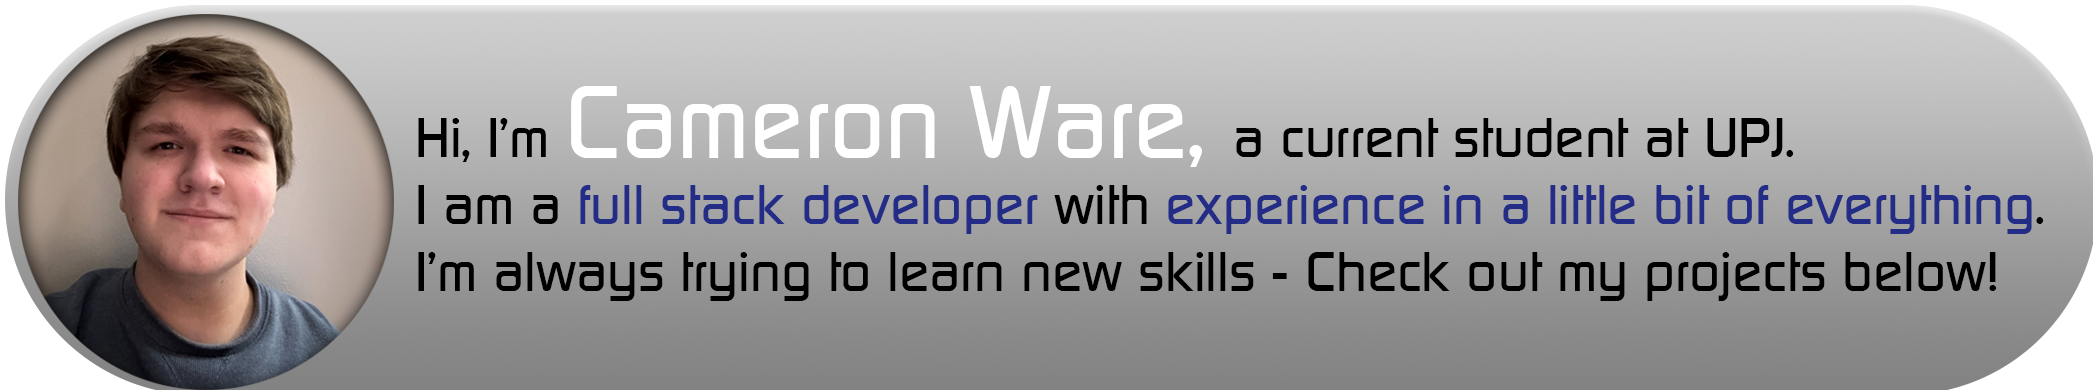 Hi, I'm Cameron Ware, a current student at UPJ.
I am a full stack developer with experience in a little bit of everything.
I'm always trying to learn new skills - Check out my projects below!